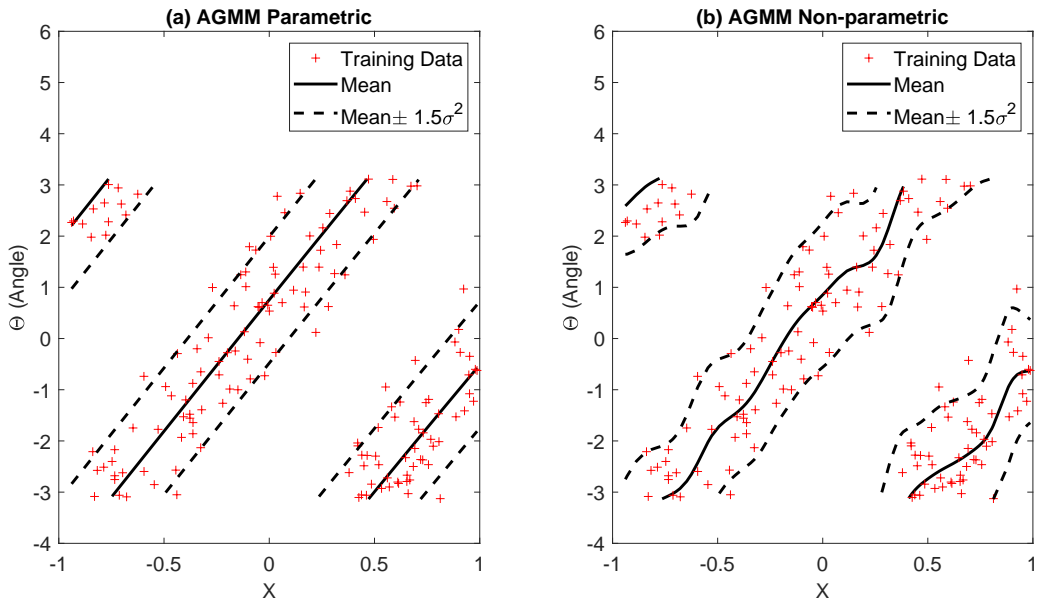 (a) AGMM Parametric
6
5
4
3
2
1
0
-1
-2
-3
-4
Θ (Angle)
-1
-0.5
0
0.5
1
X
Training Data
Mean
Mean± 1.5σ²
(b) AGMM Non-parametric
6
5
4
3
2
1
0
-1
-2
-3
-4
Θ (Angle)
-1
-0.5
0
0.5
1
X
Training Data
Mean
Mean± 1.5σ²